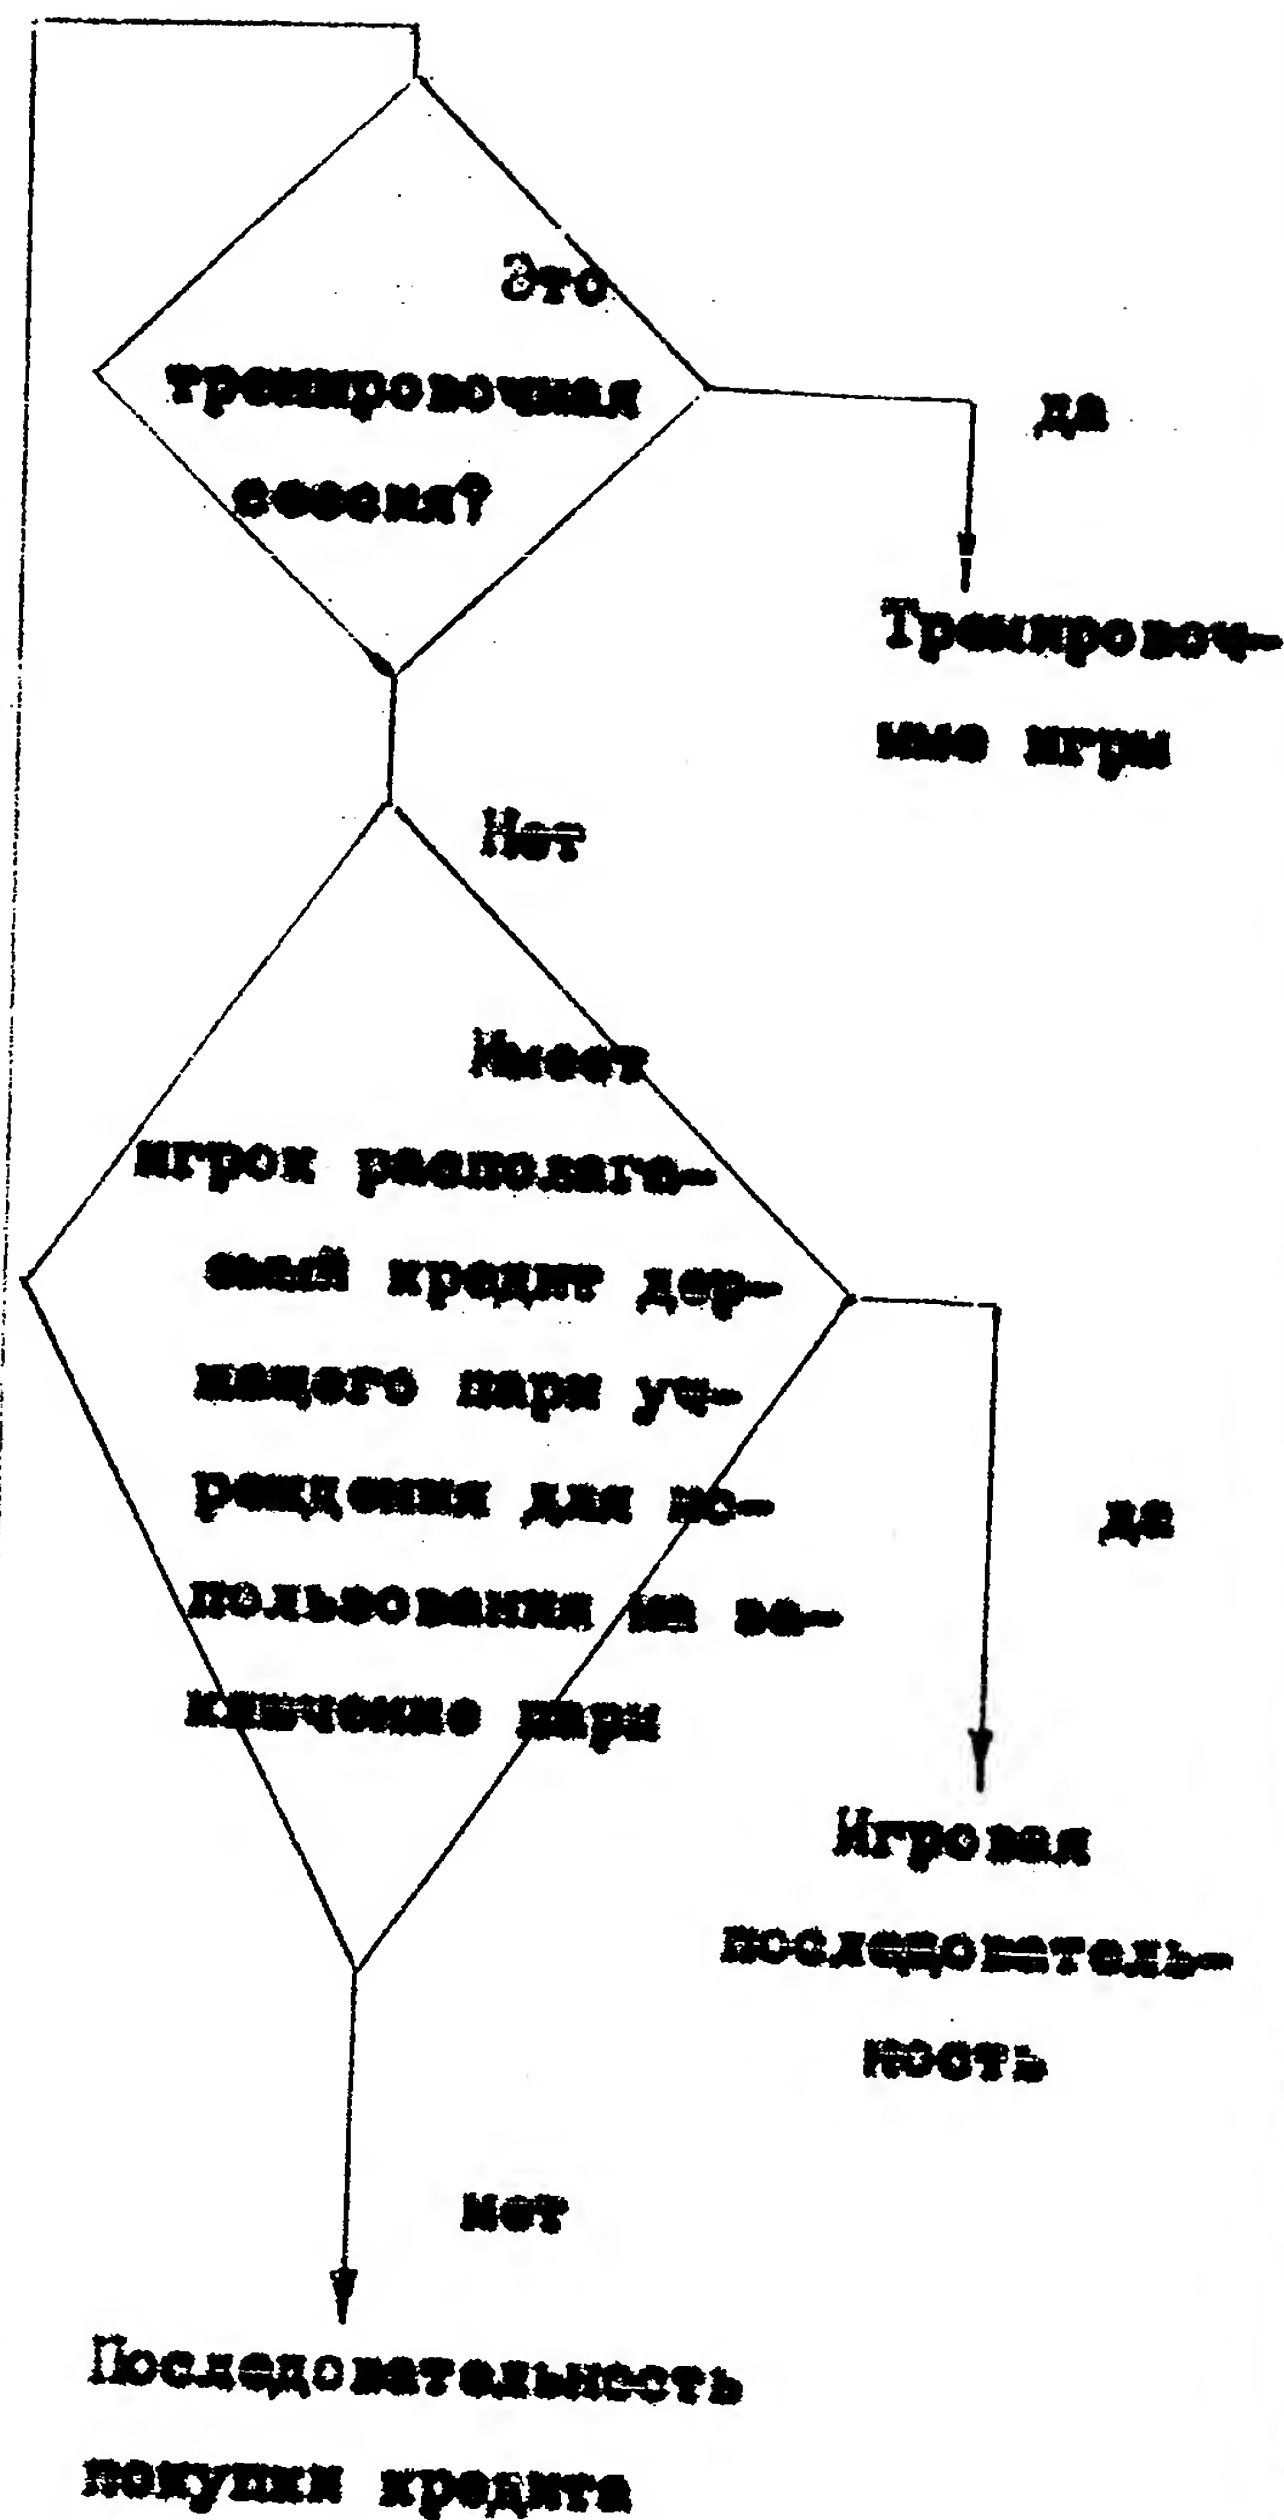 Это
тренировочная
сессия?
да
Тренировоч-
ные игры
Нет
Имеет
игрок располага-
емый кредит дер-
жащего пари уч-
реждения для ис-
пользования на за-
ключение пари
да
Игровая
последователь-
ность
нет
Последовательность
покупки кредита